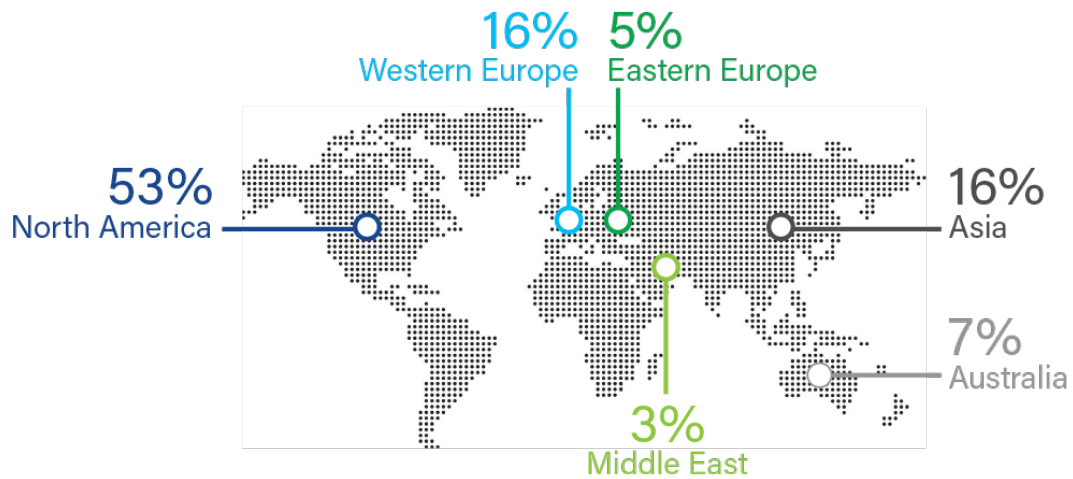 16%
Western Europe
5%
Eastern Europe
53%
North America
16%
Asia
7%
Australia
3%
Middle East